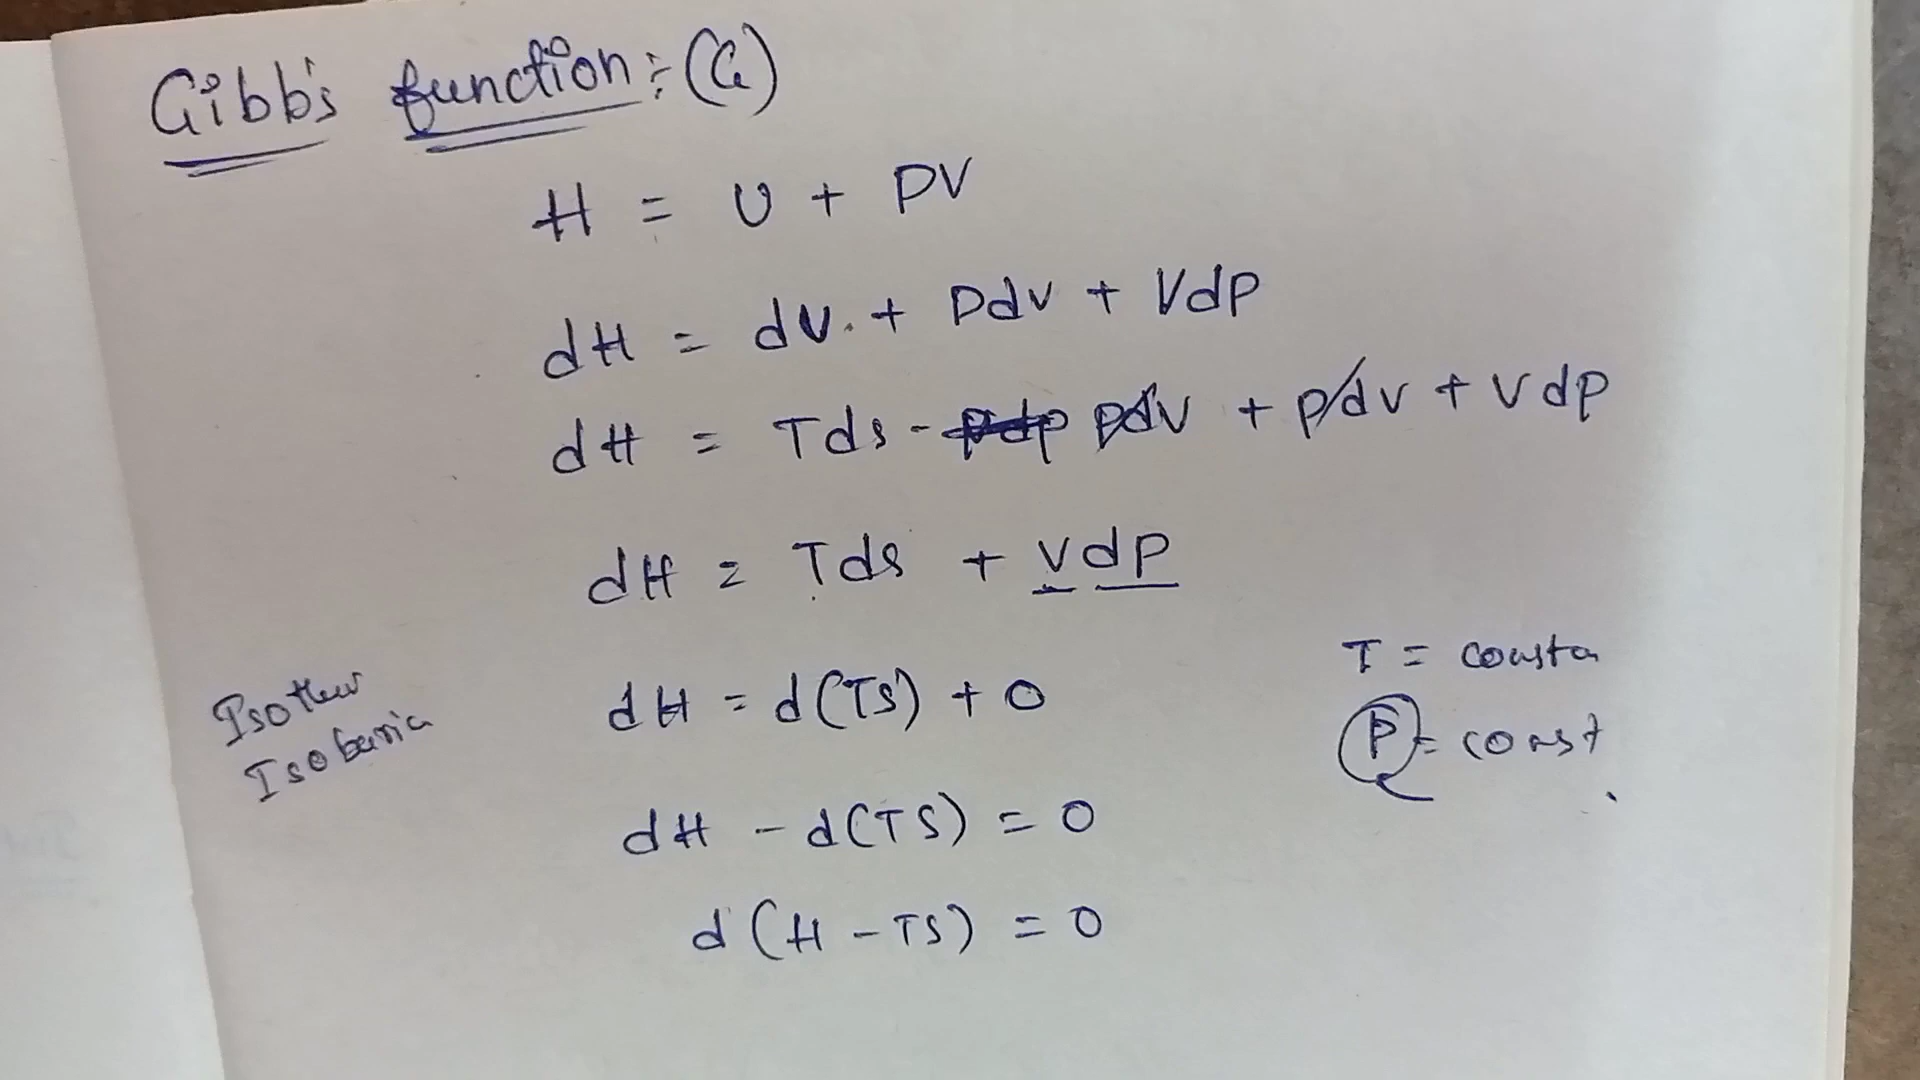 Gibb's function :- (G)
H = U + PV
dH = dU + Pdv + Vdp
dH = Tds - pdv + pdv + vdp
dH = Tds + vdp
T = consta
Isother
dH = d(TS) + 0
P = const
Isobaric
dH - d(TS) = 0
d(H - TS) = 0